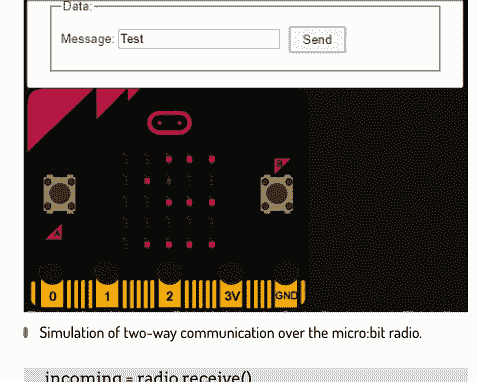 Data:
Message: Test Send
B
A
0 1 2 3V GND
Simulation of two-way communication over the micro:bit radio.
incoming = radio.receive()